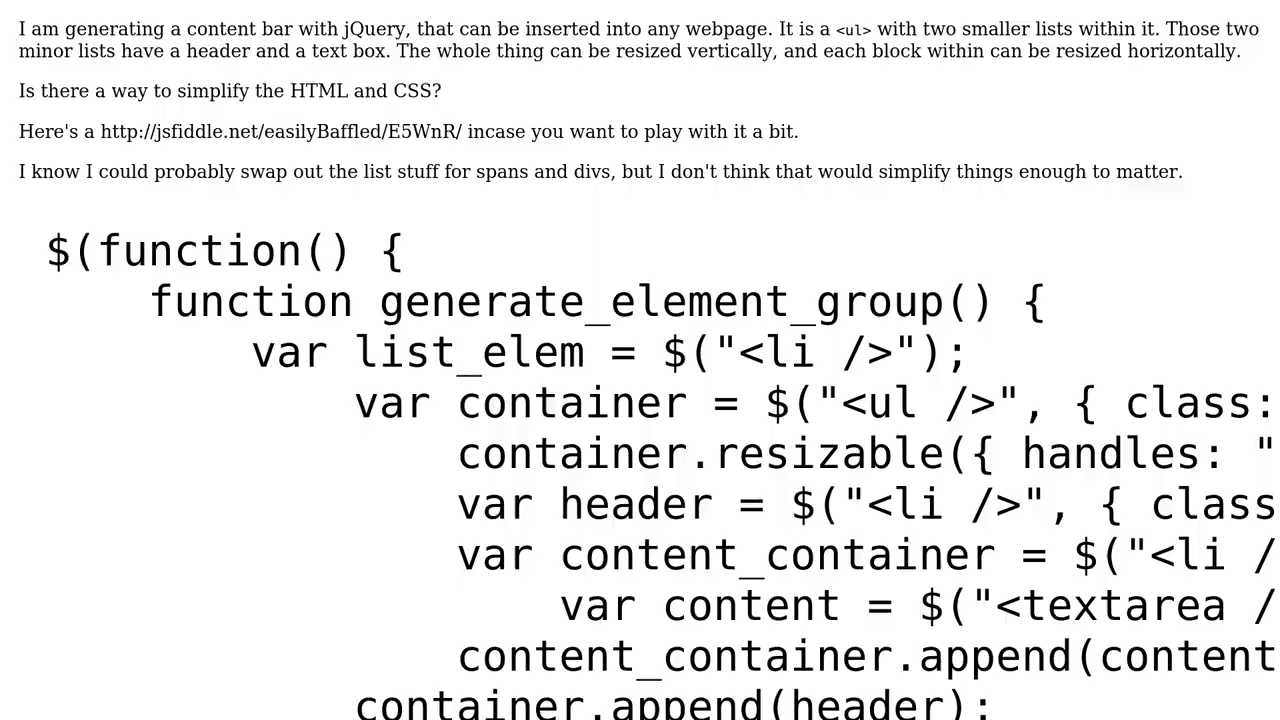 I am generating a content bar with jQuery, that can be inserted into any webpage. It is a <ul> with two smaller lists within it. Those two
minor lists have a header and a text box. The whole thing can be resized vertically, and each block within can be resized horizontally.
Is there a way to simplify the HTML and CSS?
Here's a http://jsfiddle.net/easilyBaffled/E5WnR/ incase you want to play with it a bit.
I know I could probably swap out the list stuff for spans and divs, but I don't think that would simplify things enough to matter.
$(function() {
    function generate_element_group() {
        var list_elem = $("<li />");
            var container = $("<ul />", { class:
                container.resizable({ handles: "
                var header = $("<li />", { class
                var content_container = $("<li /
                    var content = $("<textarea /
                content_container.append(content
            container.append(header);